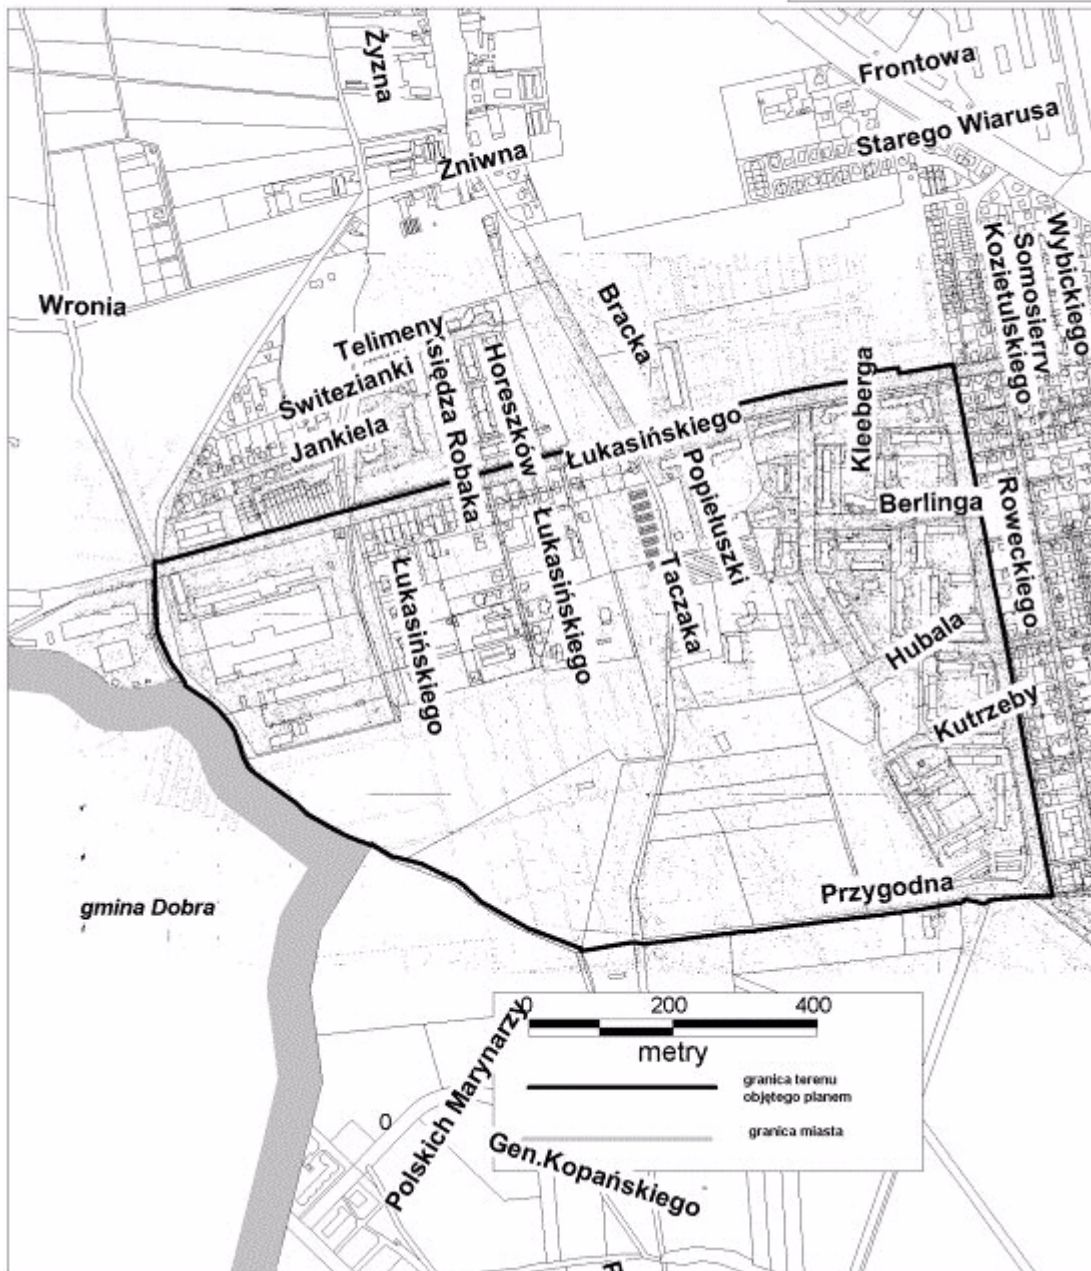 Żyzna
Frontowa
Starego Wiarusa
Żniwna
Wybickiego
Somosierry
Kozietulskiego
Wronia
Bracka
Telimeny
Księdza Robaka
Horeszków
Świtezianki
Jankiela
Kleeberga
Łukasińskiego
Popiełuszki
Berlinga
Roweckiego
Łukasińskiego
Łukasińskiego
Taczaka
Hubala
Kutrzeby
Przygodna
gmina Dobra
0 200 400
metry
granica terenu
objętego planem
granica miasta
Polskich Marynarzy
0
Gen.Kopańskiego